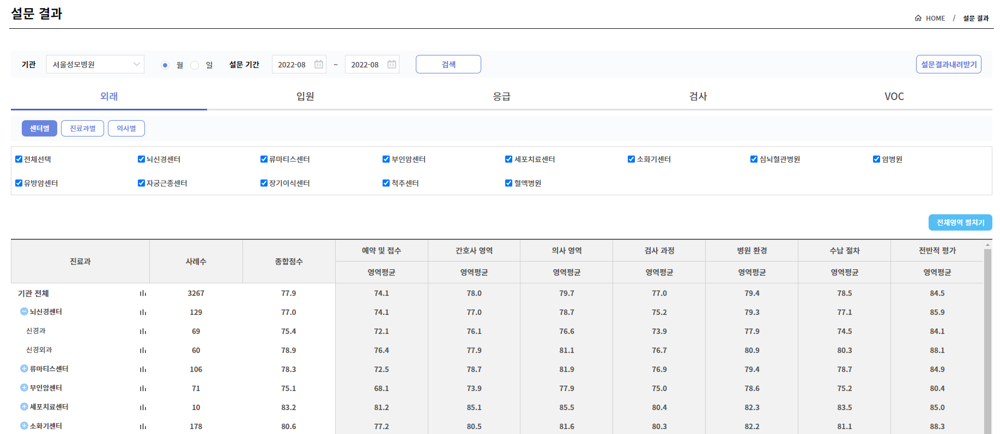 설문 결과
HOME / 설문 결과
기관 서울성모병원 월 일 설문 기간 2022-08 ~ 2022-08 검색 설문결과내려받기
외래 입원 응급 검사 VOC
센터별 진료과별 의사별
전체선택 뇌신경센터 류마티스센터 부인암센터 세포치료센터 소화기센터 심뇌혈관병원 암병원
유방암센터 자궁근종센터 장기이식센터 척추센터 혈액병원
전체영역 펼치기
진료과 사례수 종합점수 예약 및 접수 간호사 영역 의사 영역 검사 과정 병원 환경 수납 절차 전반적 평가
영역평균 영역평균 영역평균 영역평균 영역평균 영역평균 영역평균
기관 전체 3267 77.9 74.1 78.0 79.7 77.0 79.4 78.5 84.5
뇌신경센터 129 77.0 74.1 77.0 78.7 75.2 79.3 77.1 85.9
신경과 69 75.4 72.1 76.1 76.6 73.9 77.9 74.5 84.1
신경외과 60 78.9 76.4 77.9 81.1 76.7 80.9 80.3 88.1
류마티스센터 106 78.3 72.5 78.7 81.9 76.9 79.4 78.7 84.9
부인암센터 71 75.1 68.1 73.9 77.9 75.0 78.6 75.2 80.4
세포치료센터 10 83.2 81.2 85.1 85.5 80.4 82.3 83.5 85.0
소화기센터 178 80.6 77.2 80.5 81.6 80.3 82.2 81.1 88.3